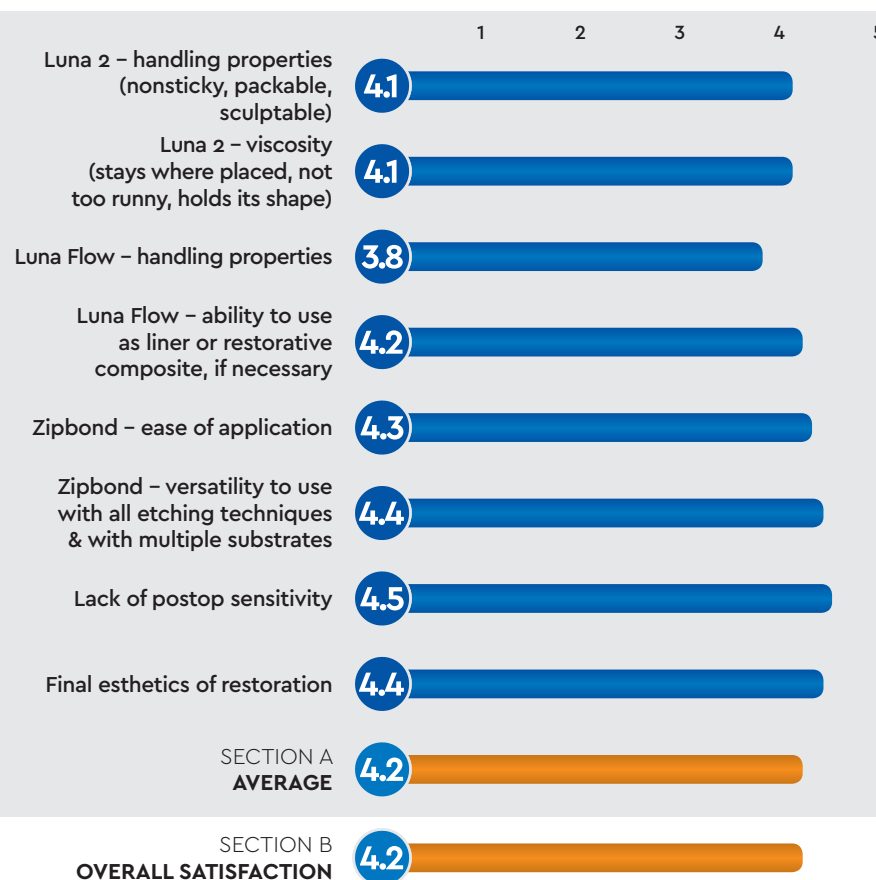 1 2 3 4 5
Luna 2 – handling properties
(nonsticky, packable,
sculptable)
4.1
Luna 2 – viscosity
(stays where placed, not
too runny, holds its shape)
4.1
Luna Flow – handling properties
3.8
Luna Flow – ability to use
as liner or restorative
composite, if necessary
4.2
Zipbond – ease of application
4.3
Zipbond – versatility to use
with all etching techniques
& with multiple substrates
4.4
Lack of postop sensitivity
4.5
Final esthetics of restoration
4.4
SECTION A
AVERAGE
4.2
SECTION B
OVERALL SATISFACTION
4.2